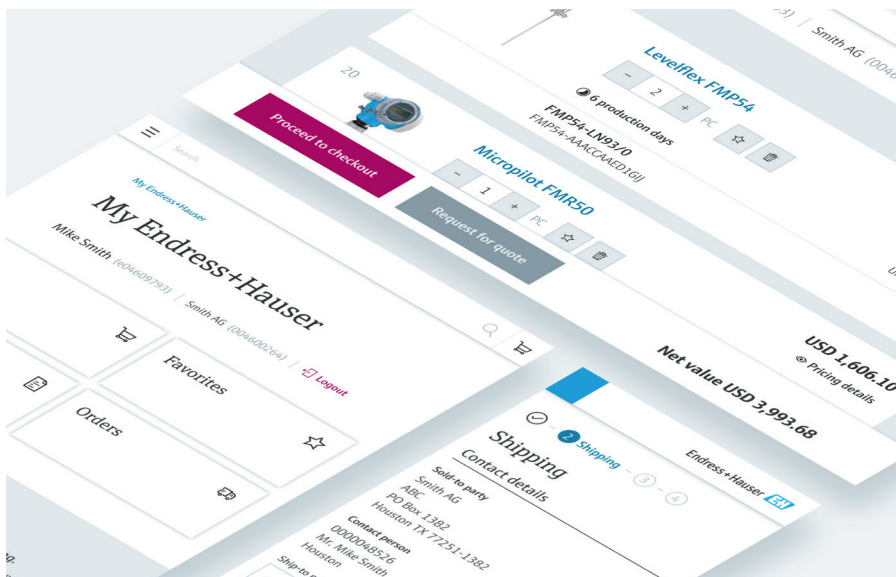 Smith AG (004
Levelflex FMP54
2
PC
6 production days
FMP54-LN93/0
FMP54-AAACCAAED1GIJ
20
Micropilot FMR50
1
PC
Proceed to checkout
Request for quote
USD 1,606.10
Pricing details
Net value USD 3,993.68
Search
My Endress+Hauser
My Endress+Hauser
Mike Smith (e04609793) | Smith AG (004600264) | Logout
Favorites
Orders
Endress+Hauser EH
2 Shipping 3 4
Shipping
Contact details
Sold-to party
Smith AG
ABC
PO Box 1382
Houston TX 77251-1382
Contact person
0000048526
Mr. Mike Smith
Houston